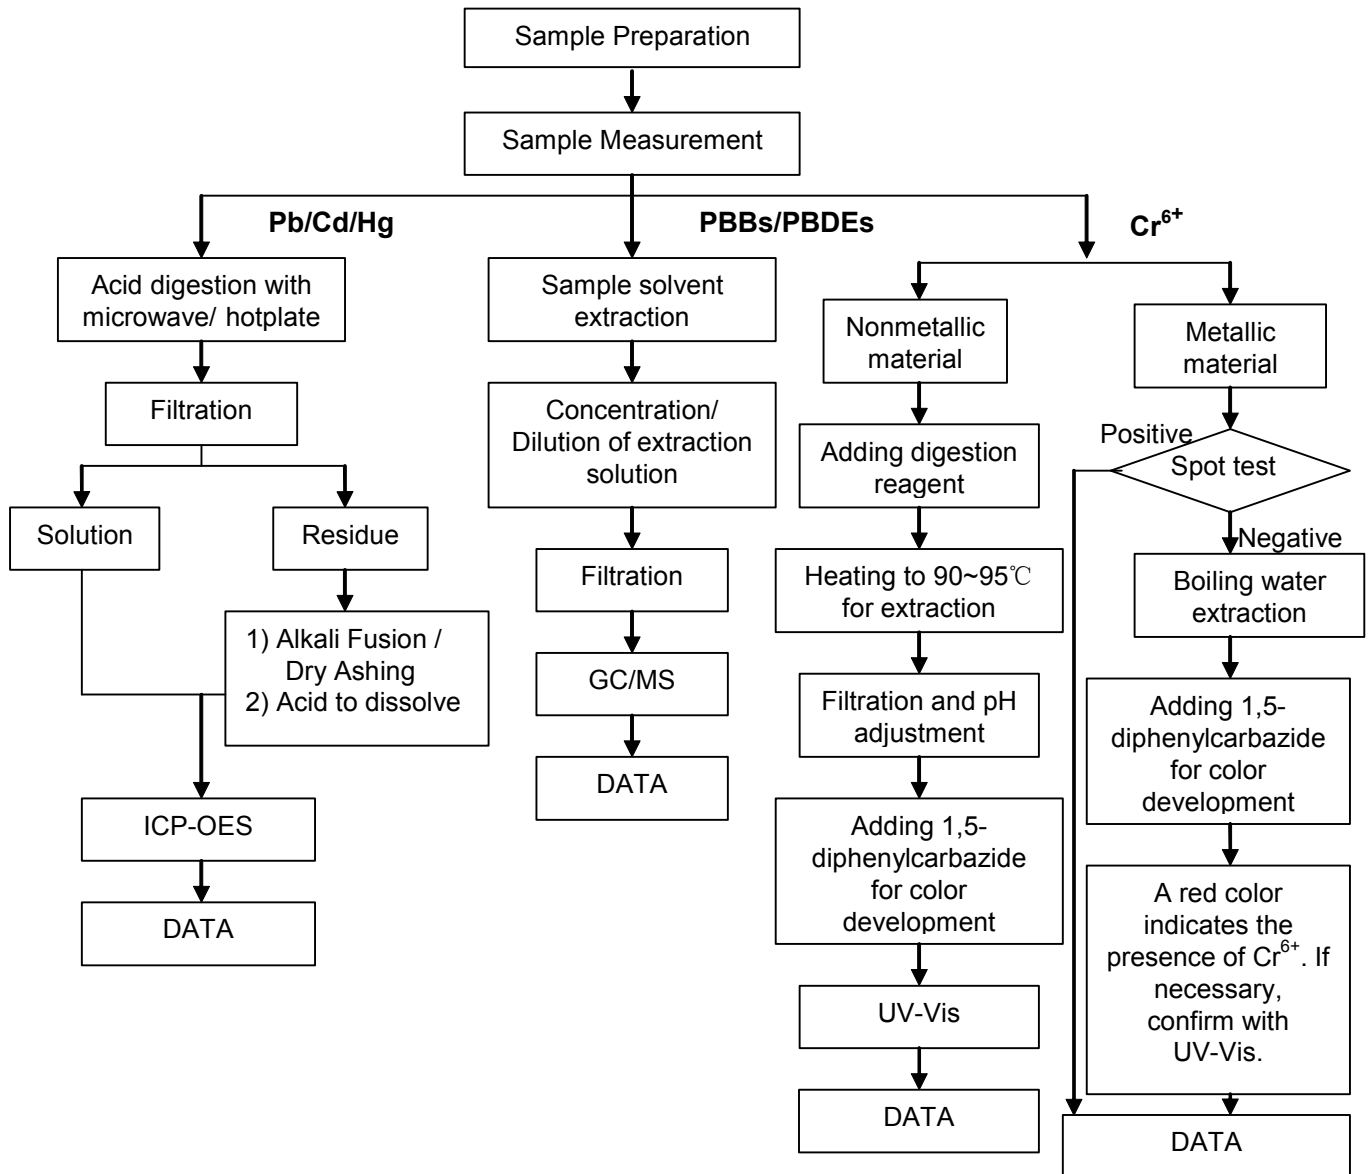 Sample Preparation
Sample Measurement
Pb/Cd/Hg
PBBs/PBDEs
Cr⁶⁺
Acid digestion with
microwave/ hotplate
Filtration
Solution
Residue
1) Alkali Fusion /
Dry Ashing
2) Acid to dissolve
ICP-OES
DATA
Sample solvent
extraction
Concentration/
Dilution of extraction
solution
Filtration
GC/MS
DATA
Nonmetallic
material
Adding digestion
reagent
Heating to 90~95℃
for extraction
Filtration and pH
adjustment
Adding 1,5-
diphenylcarbazide
for color
development
UV-Vis
DATA
Metallic
material
Positive
Spot test
Negative
Boiling water
extraction
Adding 1,5-
diphenylcarbazide
for color
development
A red color
indicates the
presence of Cr⁶⁺. If
necessary,
confirm with
UV-Vis.
DATA